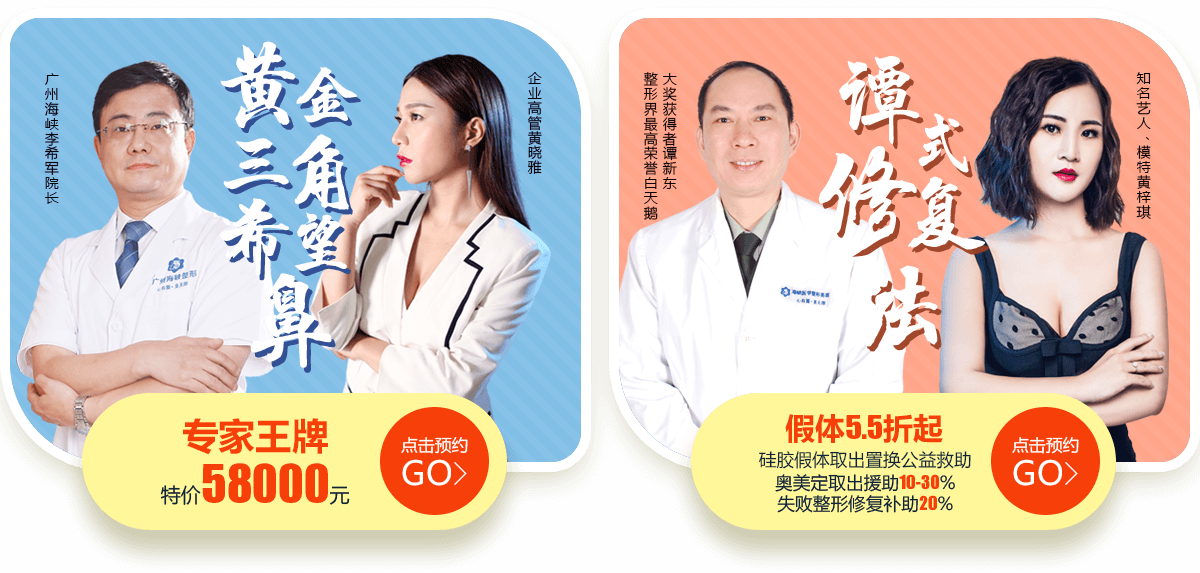 广州海峡李希军院长
黄金
三角
希望
鼻
企业高管黄晓雅
广州海峡整形
专家王牌
特价58000元
点击预约
GO
大奖获得者谭新东
整形界最高荣誉白天鹅
谭式
修复
法
知名艺人、模特黄梓琪
假体5.5折起
硅胶假体取出置换公益救助
奥美定取出援助10-30%
失败整形修复补助20%
点击预约
GO